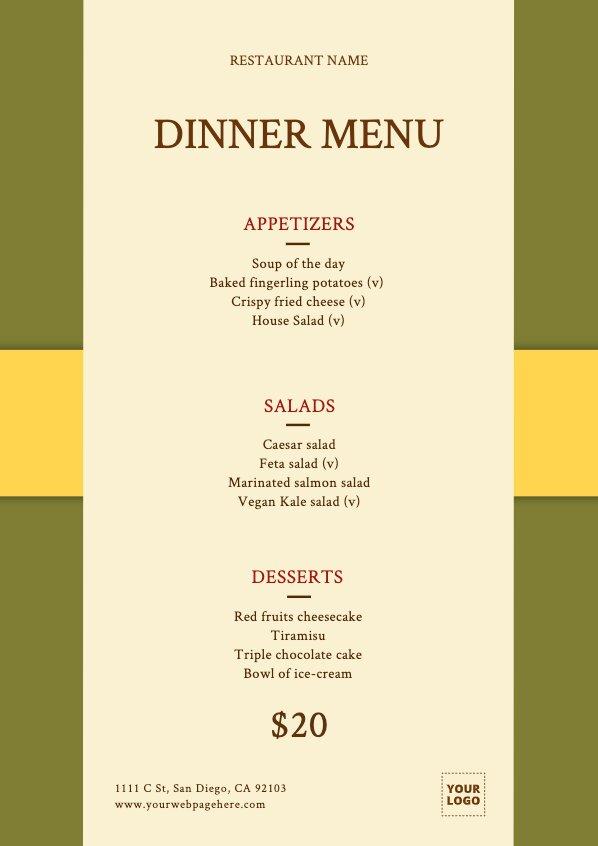 RESTAURANT NAME
DINNER MENU
APPETIZERS
Soup of the day
Baked fingerling potatoes (v)
Crispy fried cheese (v)
House Salad (v)
SALADS
Caesar salad
Feta salad (v)
Marinated salmon salad
Vegan Kale salad (v)
DESSERTS
Red fruits cheesecake
Tiramisu
Triple chocolate cake
Bowl of ice-cream
$20
1111 C St, San Diego, CA 92103
www.yourwebpagehere.com
YOUR
LOGO